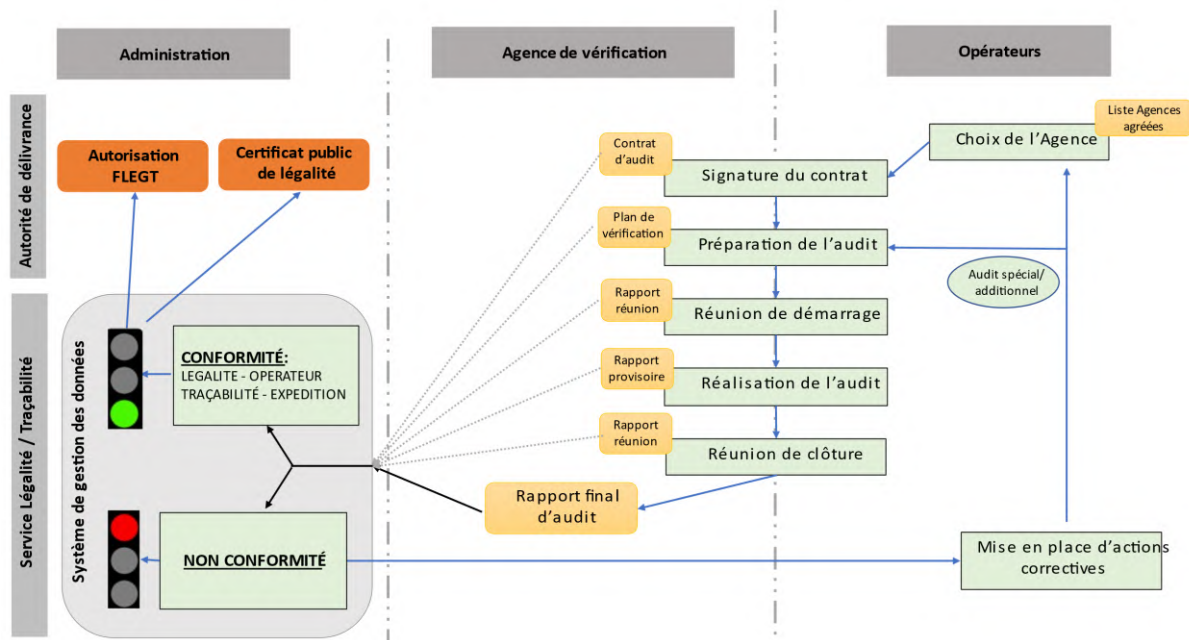 Administration
Agence de vérification
Opérateurs
Autorité de délivrance
Service Légalité / Traçabilité
Autorisation
FLEGT
Certificat public
de légalité
Contrat
d'audit
Signature du contrat
Choix de l'Agence
Liste Agences
agréées
Plan de
vérification
Préparation de l'audit
Audit spécial/
additionnel
Rapport
réunion
Réunion de démarrage
Rapport
provisoire
Réalisation de l'audit
Rapport
réunion
Réunion de clôture
Rapport final
d'audit
Système de gestion des données
CONFORMITÉ:
LEGALITE - OPERATEUR
TRAÇABILITÉ - EXPEDITION
NON CONFORMITÉ
Mise en place d'actions
correctives